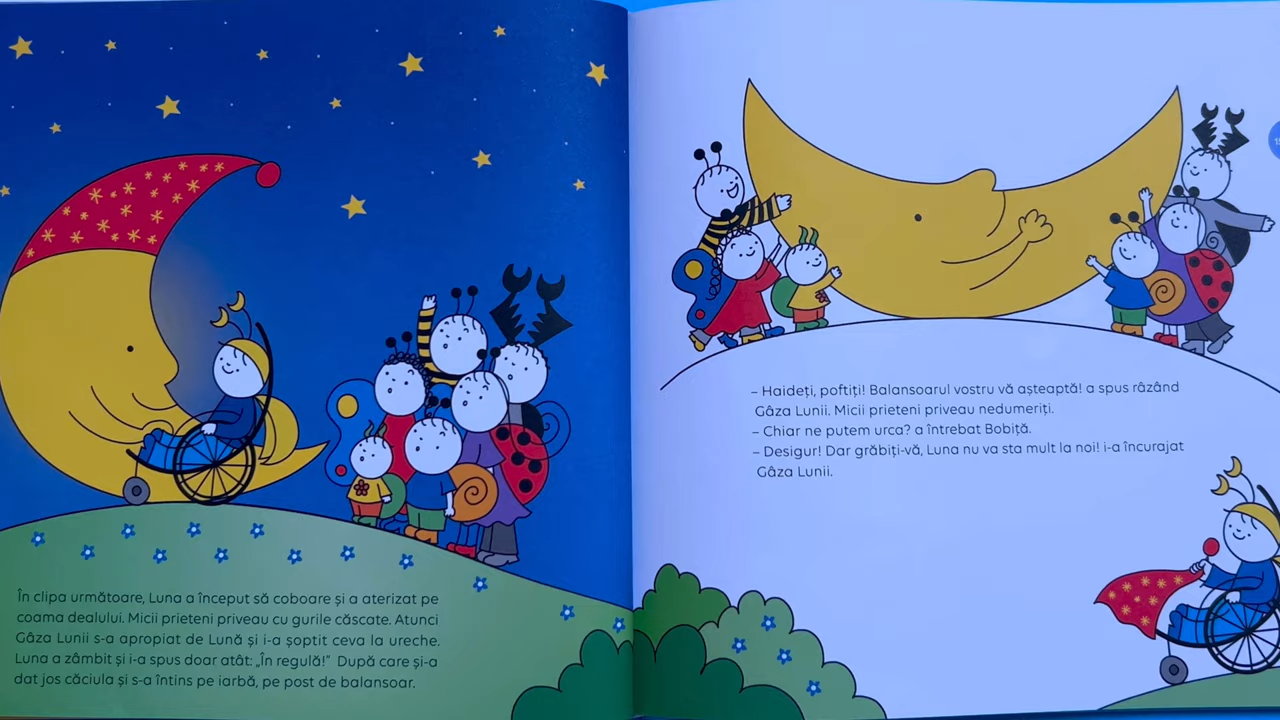 În clipa următoare, Luna a început să coboare și a aterizat pe
coama dealului. Micii prieteni priveau cu gurile căscate. Atunci
Gâza Lunii s-a apropiat de Lună și i-a șoptit ceva la ureche.
Luna a zâmbit și i-a spus doar atât: „În regulă!” După care și-a
dat jos căciula și s-a întins pe iarbă, pe post de balansoar.
– Haideți, poftiți! Balansoarul vostru vă așteaptă! a spus râzând
Gâza Lunii. Micii prieteni priveau nedumeriți.
– Chiar ne putem urca? a întrebat Bobiță.
– Desigur! Dar grăbiți-vă, Luna nu va sta mult la noi! i-a încurajat
Gâza Lunii.